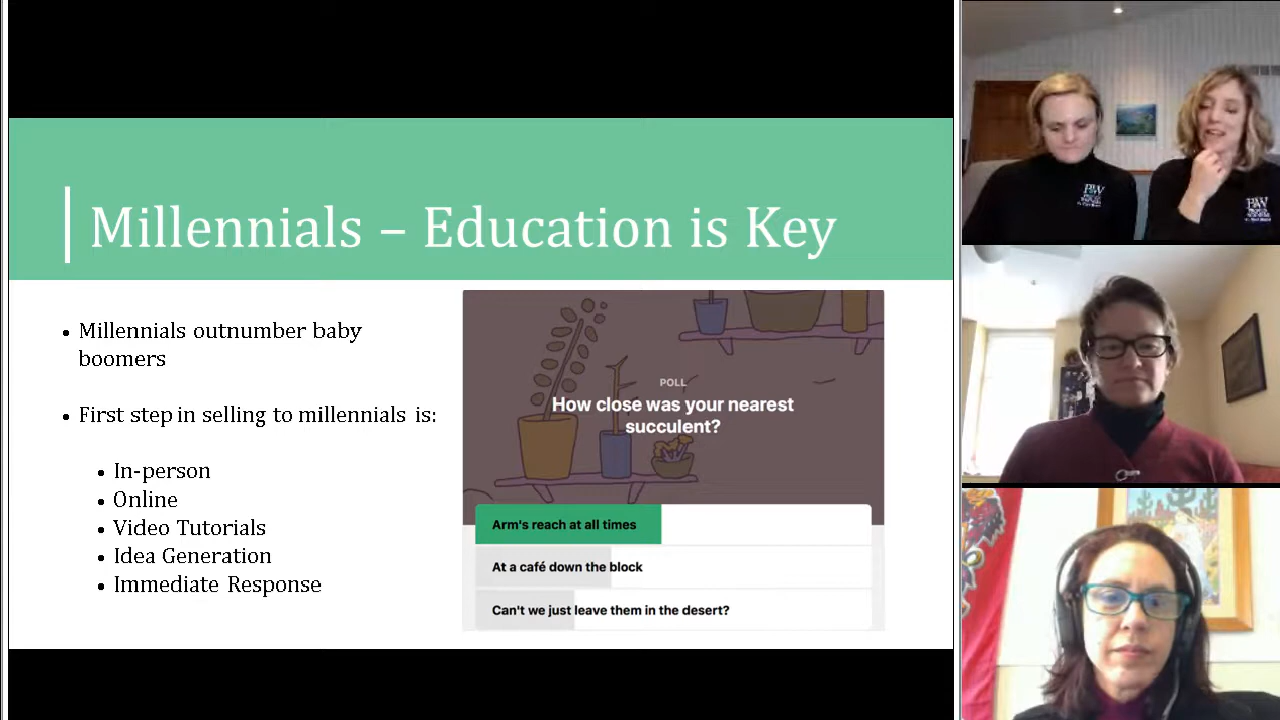 Millennials – Education is Key
• Millennials outnumber baby
boomers
• First step in selling to millennials is:
• In-person
• Online
• Video Tutorials
• Idea Generation
• Immediate Response
POLL
How close was your nearest
succulent?
Arm's reach at all times
At a café down the block
Can't we just leave them in the desert?